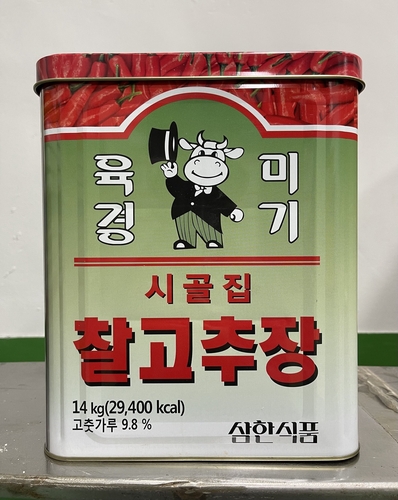 육 미
경 기
시골집
찰고추장
14 kg(29,400 kcal)
고춧가루 9.8 %
삼한식품